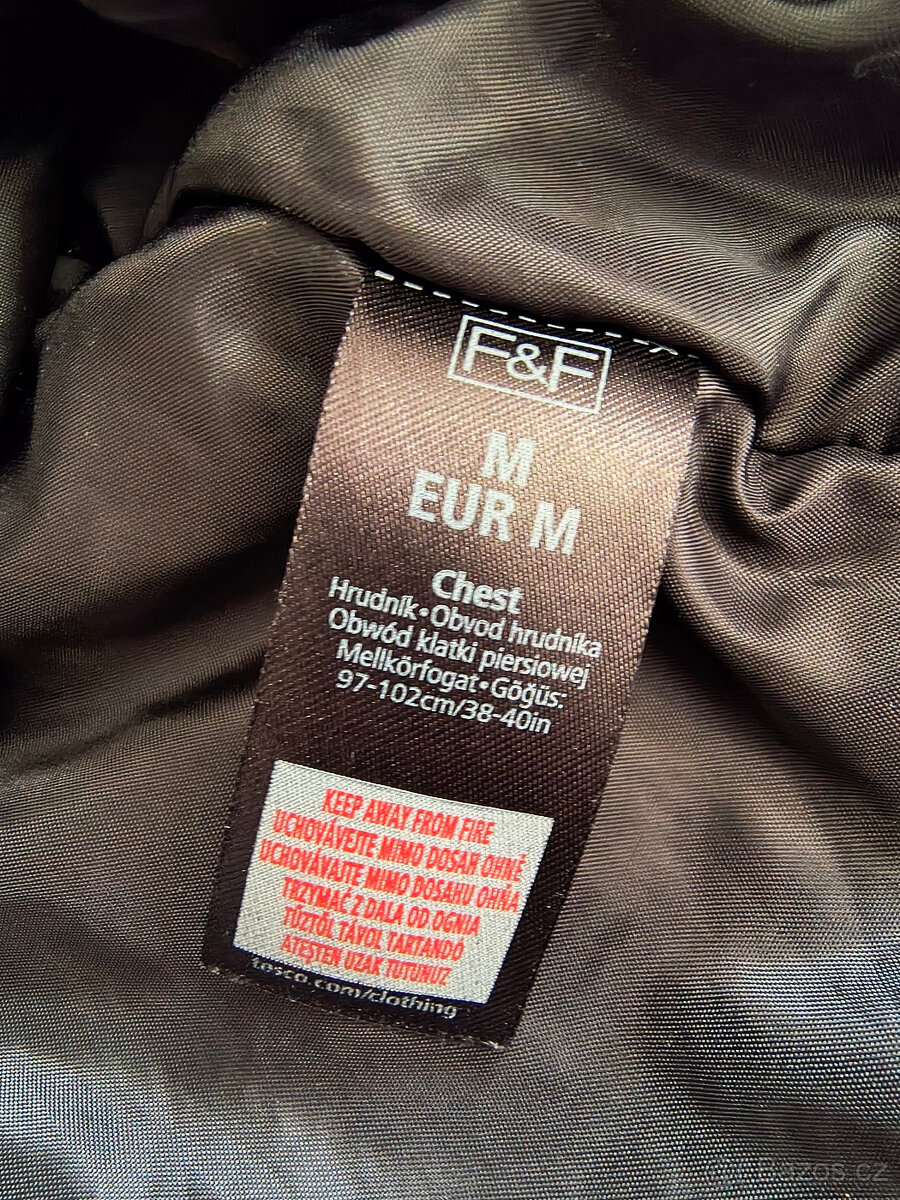 F&F
M
EUR M
Chest
Hrudník•Obvod hrudníka
Obwód klatki piersiowej
Mellkörfogat•Göğüs:
97-102cm/38-40in
KEEP AWAY FROM FIRE
UCHOVÁVEJTE MIMO DOSAH OHNĚ
UCHOVÁVAJTE MIMO DOSAHU OHŇA
TRZYMAĆ Z DALA OD OGNIA
TŰZTŐL TÁVOL TARTANDÓ
ATEŞTEN UZAK TUTUNUZ
tesco.com/clothing
Bazos.cz